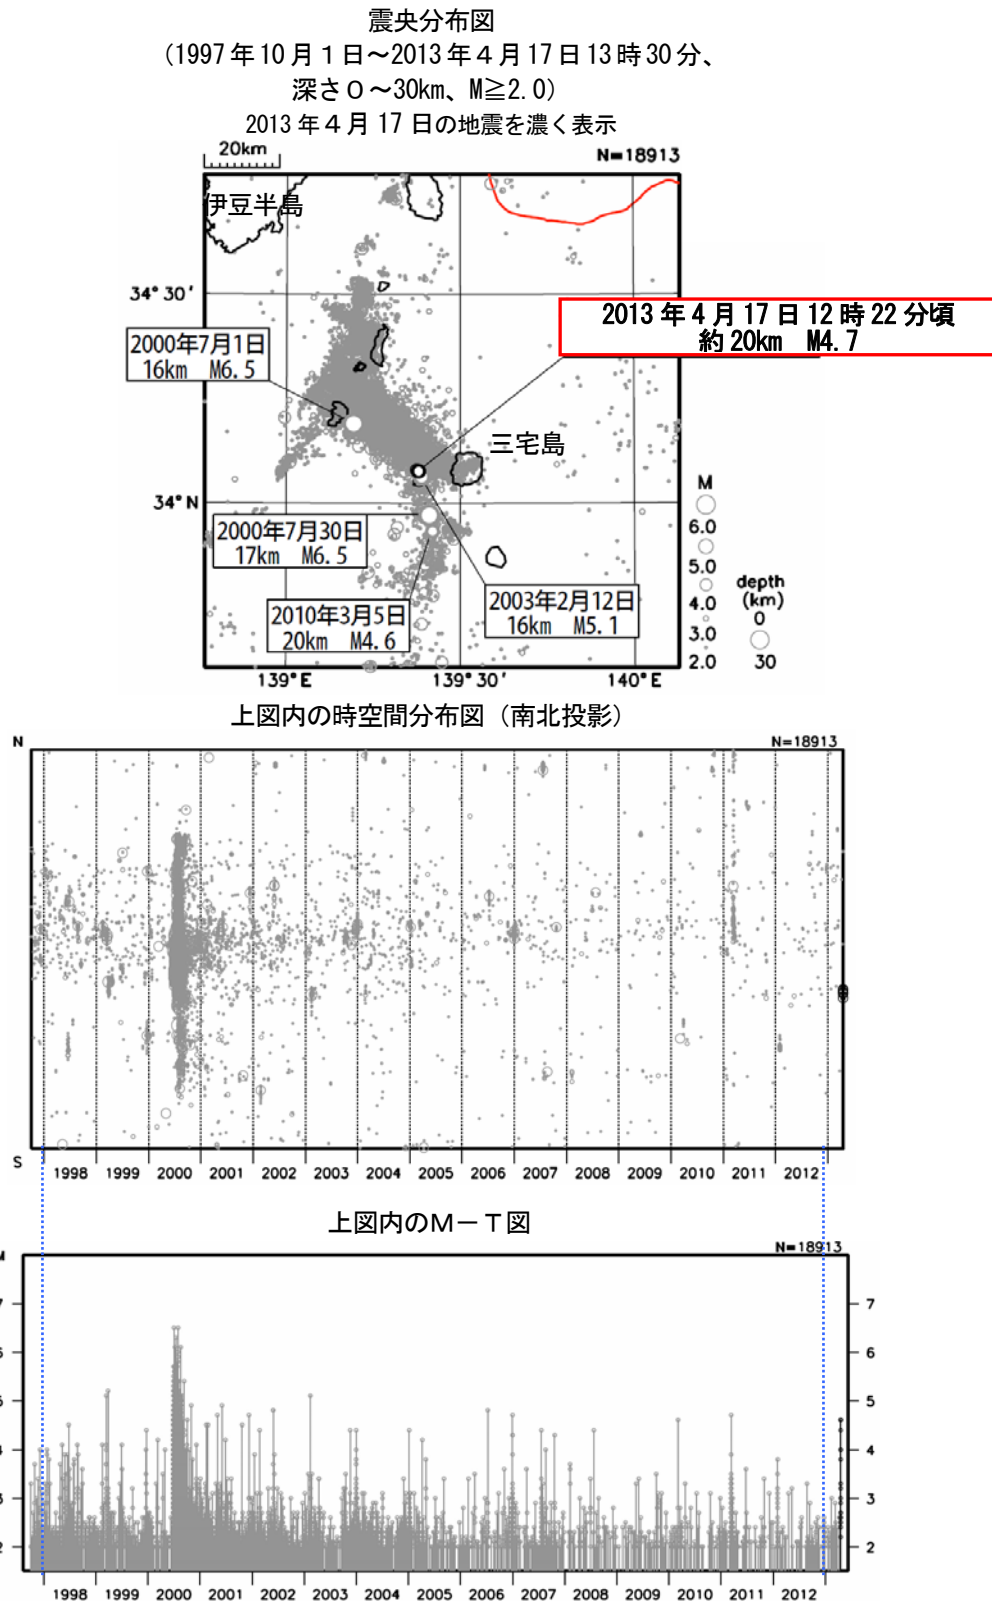 震央分布図
(1997年10月1日～2013年4月17日13時30分、
深さ0～30km、M≧2.0)
2013年4月17日の地震を濃く表示
20km
N=18913
伊豆半島
34°30′
2013年4月17日12時22分頃
約20km M4.7
2000年7月1日
16km M6.5
三宅島
34°N
2000年7月30日
17km M6.5
2010年3月5日
20km M4.6
2003年2月12日
16km M5.1
M
6.0
5.0
4.0
3.0
2.0
depth
(km)
0
30
139°E
139°30′
140°E
上図内の時空間分布図（南北投影）
N
N=18913
S
1998 1999 2000 2001 2002 2003 2004 2005 2006 2007 2008 2009 2010 2011 2012
上図内のM－T図
N=18913
M
7 7
6 6
5 5
4 4
3 3
2 2
1998 1999 2000 2001 2002 2003 2004 2005 2006 2007 2008 2009 2010 2011 2012